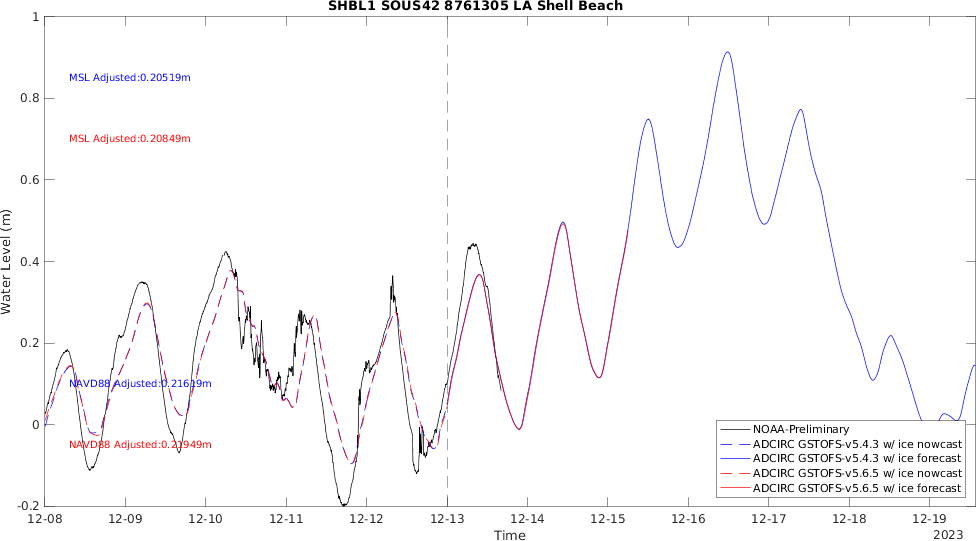 SHBL1 SOUS42 8761305 LA Shell Beach
1
MSL Adjusted:0.20519m
0.8
MSL Adjusted:0.20849m
0.6
Water Level (m)
0.4
0.2
NAVD88 Adjusted:0.21619m
0
NAVD88 Adjusted:0.21949m
-0.2
NOAA-Preliminary
ADCIRC GSTOFS-v5.4.3 w/ ice nowcast
ADCIRC GSTOFS-v5.4.3 w/ ice forecast
ADCIRC GSTOFS-v5.6.5 w/ ice nowcast
ADCIRC GSTOFS-v5.6.5 w/ ice forecast
12-08 12-09 12-10 12-11 12-12 12-13 12-14 12-15 12-16 12-17 12-18 12-19
Time
2023